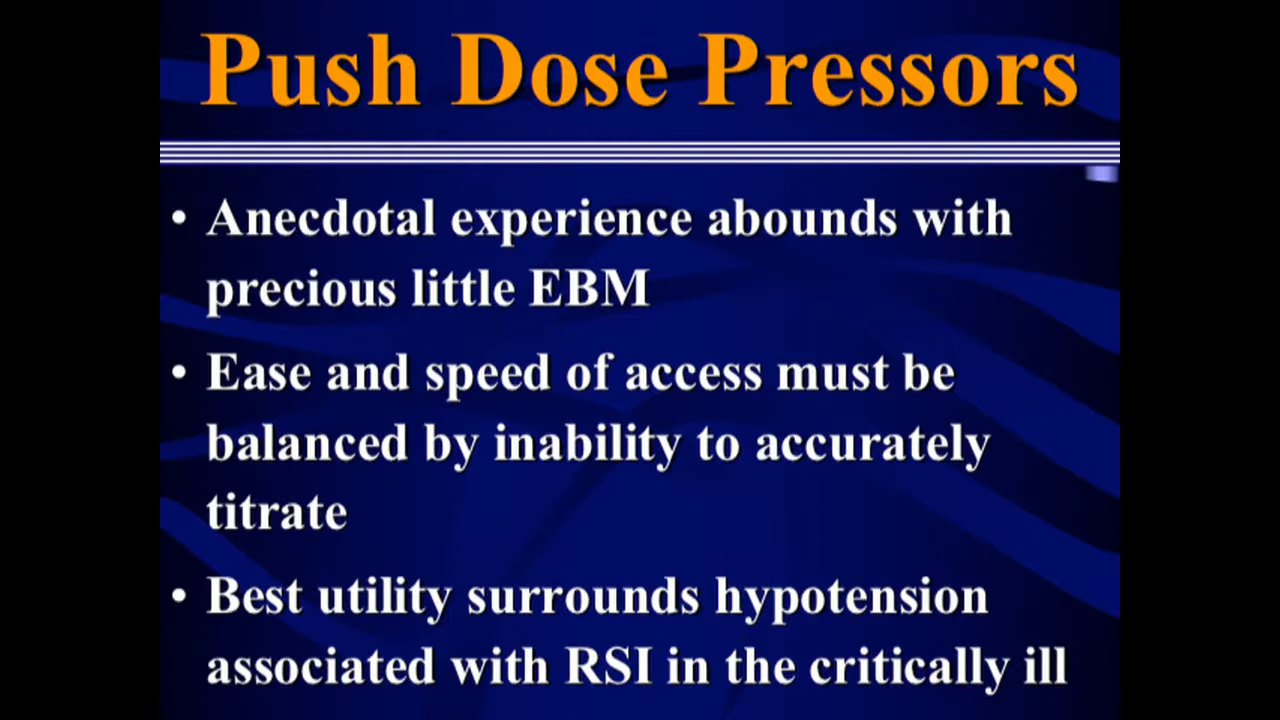 Push Dose Pressors
• Anecdotal experience abounds with
precious little EBM
• Ease and speed of access must be
balanced by inability to accurately
titrate
• Best utility surrounds hypotension
associated with RSI in the critically ill